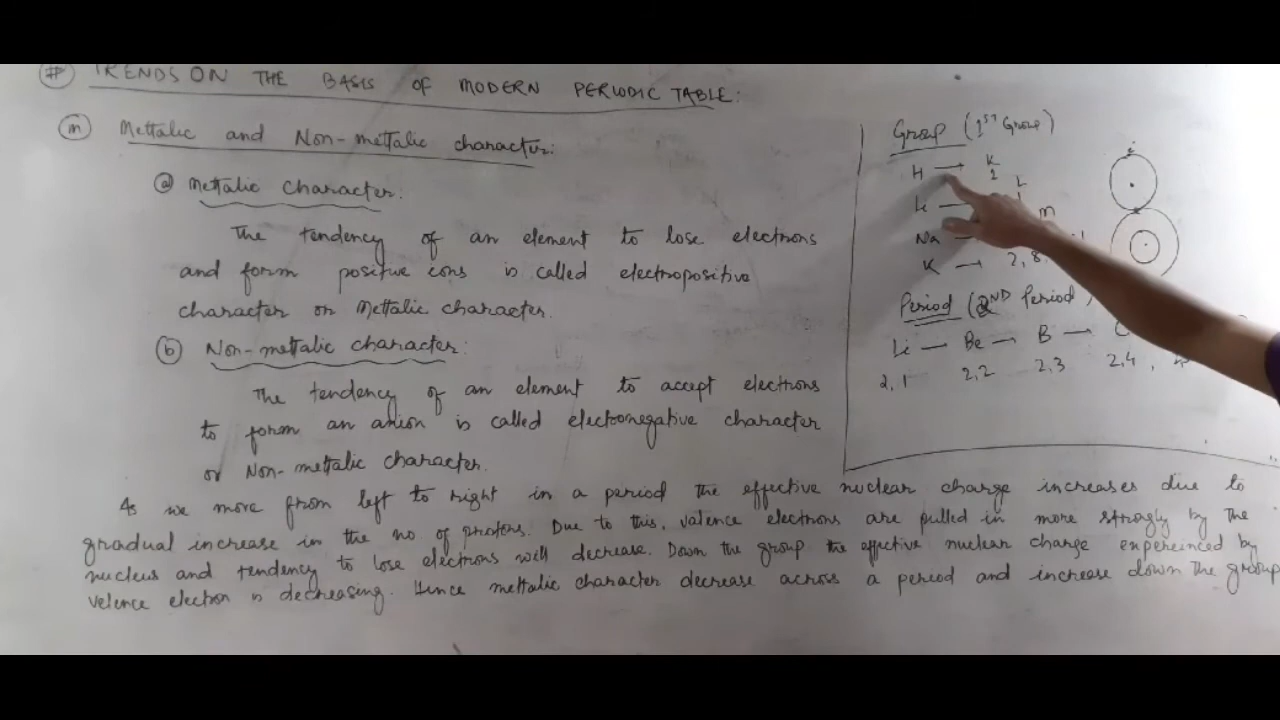 # TRENDS ON THE BASIS OF MODERN PERIODIC TABLE:
m Mettalic and Non-mettalic character:
a Mettalic Character.
The tendency of an element to lose electrons
and form positive ions is called electropositive
character or Mettalic character.
b Non-mettalic character:
The tendency of an element to accept electrons
to form an anion is called electronegative character
or Non-mettalic character.
As we move from left to right in a period the effective nuclear charge increases due to
gradual increase in the no of protons. Due to this, valence electrons are pulled in more strongly by the
nucleus and tendency to lose electrons will decrease. Down the group the effective nuclear charge expereinced by
velence electron is decreasing. Hence mettalic character decrease across a period and increase down the group
Group (1ST Group)
K
H → 1 L
Li — M
Na —
K → 2, 8
Period (2ND Period
Li — Be → B → C
2,1 2,2 2,3 2,4,